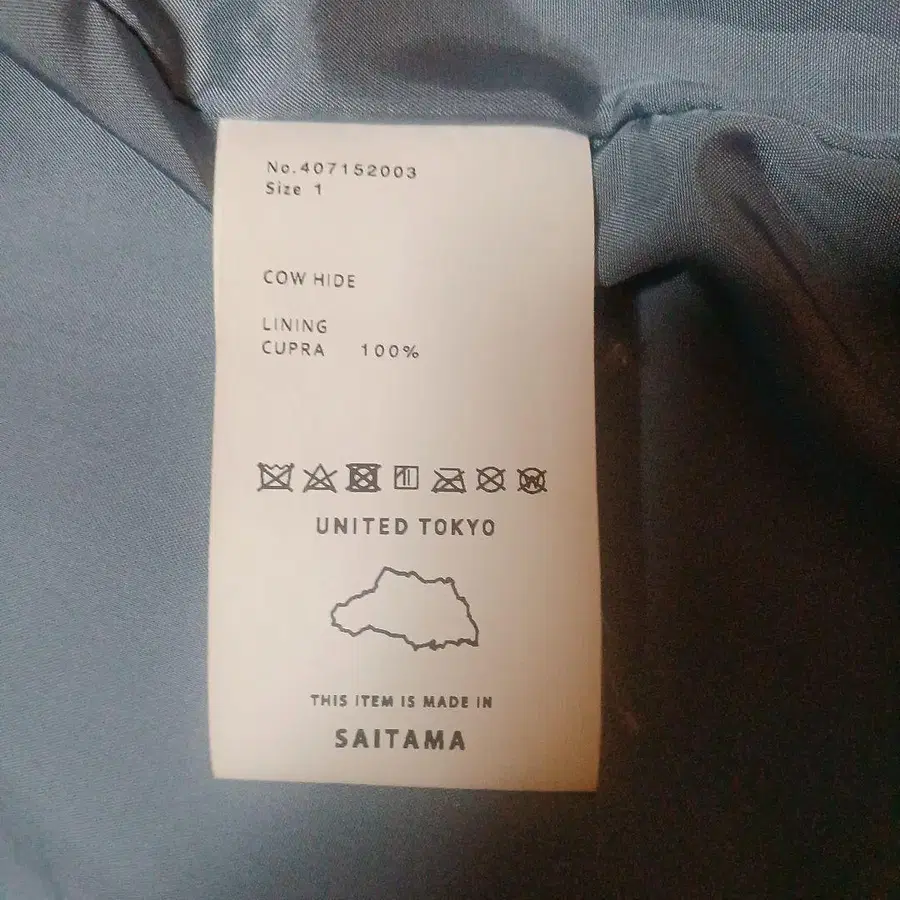 No.407152003
Size 1
COW HIDE
LINING
CUPRA 100%
UNITED TOKYO
THIS ITEM IS MADE IN
SAITAMA